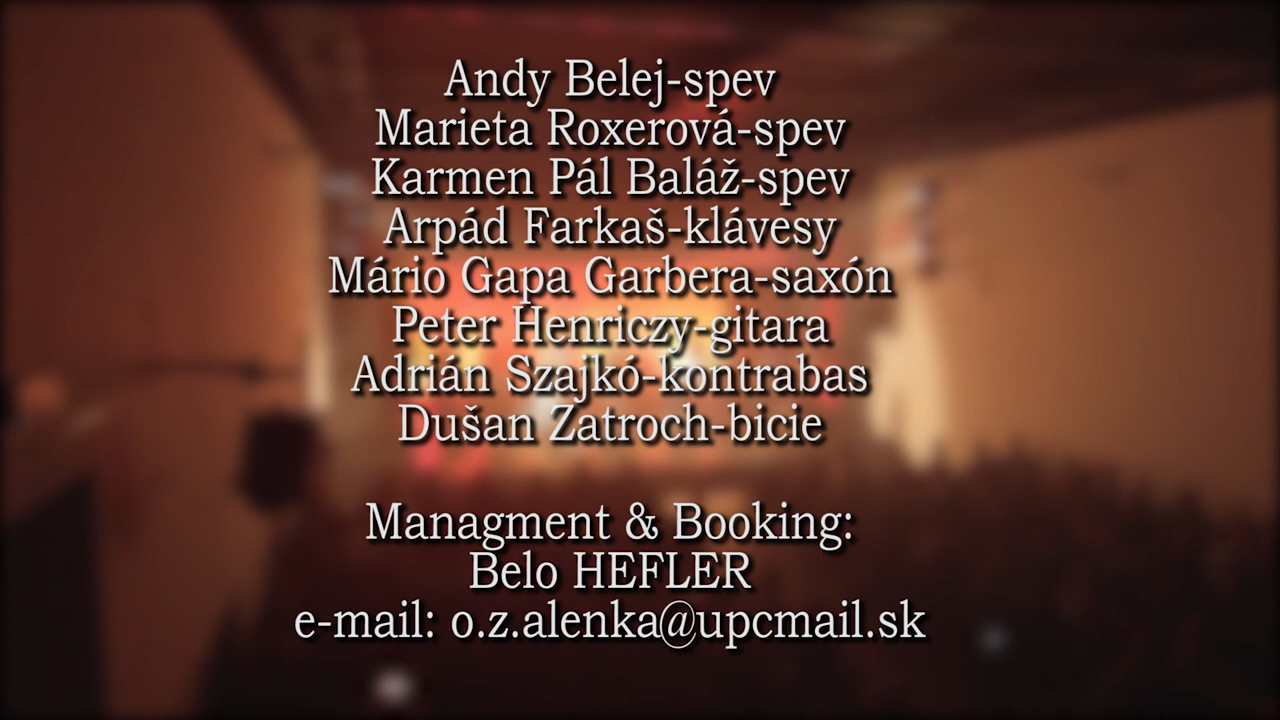 Andy Belej-spev
Marieta Roxerová-spev
Karmen Pál Baláž-spev
Arpád Farkaš-klávesy
Mário Gapa Garbera-saxón
Peter Henriczy-gitara
Adrián Szajkó-kontrabas
Dušan Zatroch-bicie
Managment & Booking:
Belo HEFLER
e-mail: o.z.alenka@upcmail.sk